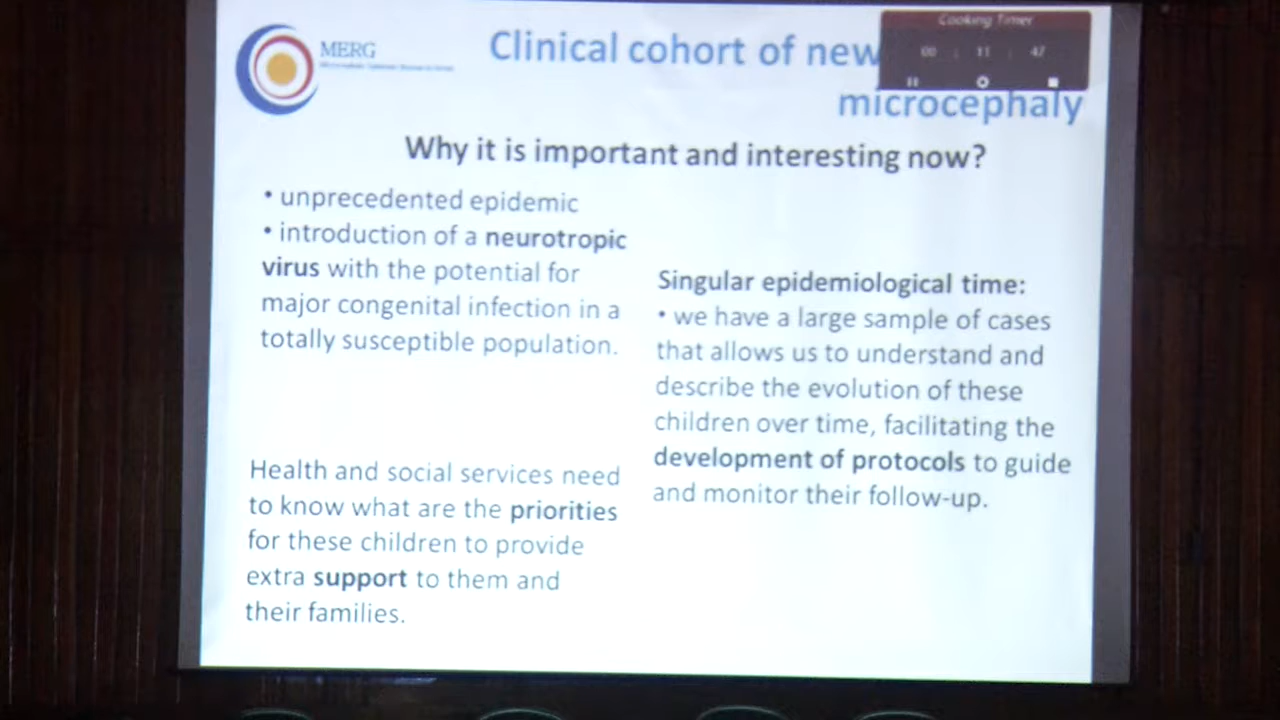 MERG
Clinical cohort of new
microcephaly
Cooking Timer
00 : 11 : 47
Why it is important and interesting now?
• unprecedented epidemic
• introduction of a neurotropic
virus with the potential for
major congenital infection in a
totally susceptible population.
Health and social services need
to know what are the priorities
for these children to provide
extra support to them and
their families.
Singular epidemiological time:
• we have a large sample of cases
that allows us to understand and
describe the evolution of these
children over time, facilitating the
development of protocols to guide
and monitor their follow-up.